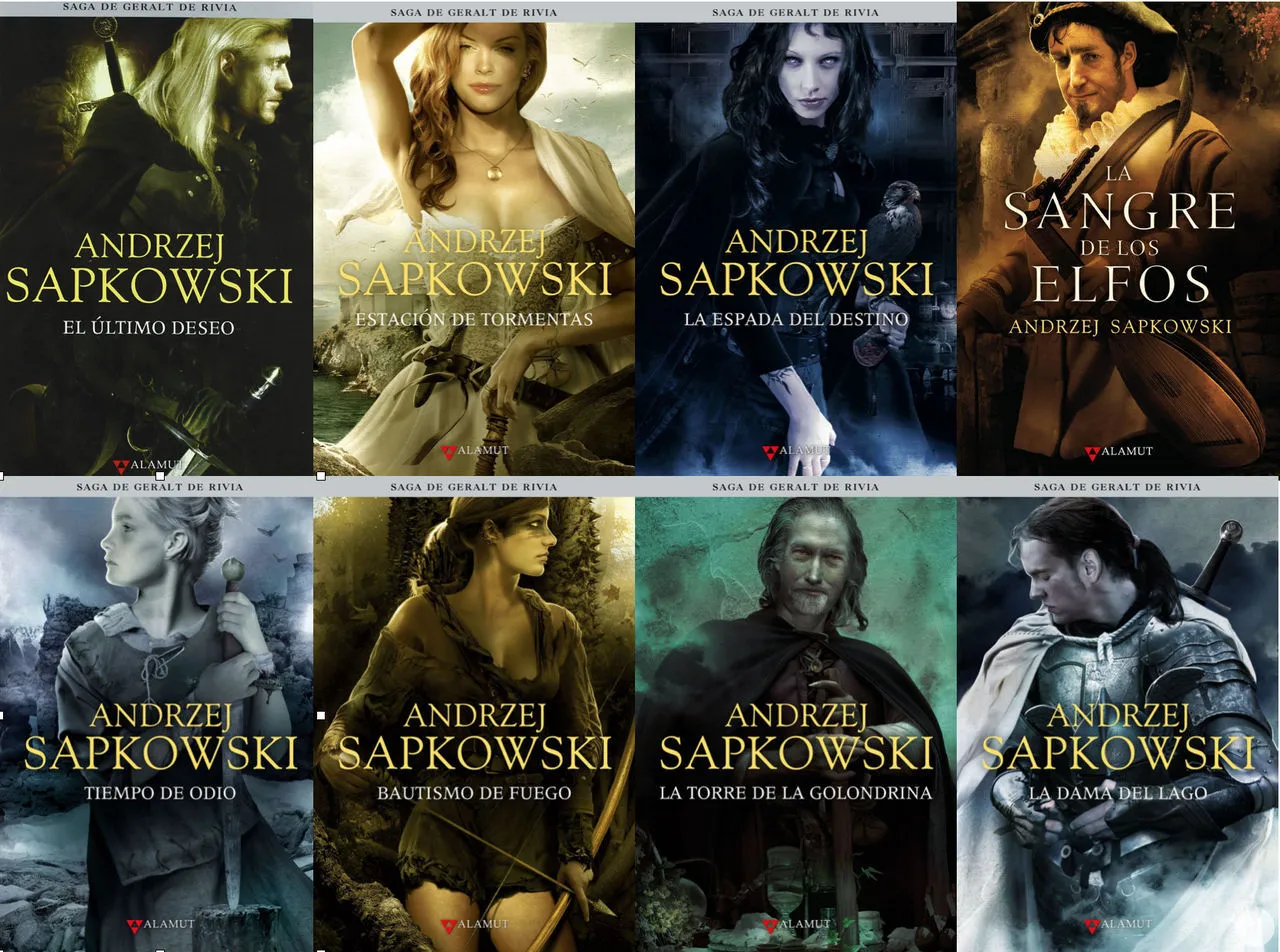 SAGA DE GERALT DE RIVIA
ANDRZEJ
SAPKOWSKI
EL ÚLTIMO DESEO
ALAMUT
SAGA DE GERALT DE RIVIA
ANDRZEJ
SAPKOWSKI
ESTACIÓN DE TORMENTAS
ALAMUT
SAGA DE GERALT DE RIVIA
ANDRZEJ
SAPKOWSKI
LA ESPADA DEL DESTINO
ALAMUT
LA
SANGRE
DE LOS
ELFOS
ANDRZEJ SAPKOWSKI
ALAMUT
SAGA DE GERALT DE RIVIA
ANDRZEJ
SAPKOWSKI
TIEMPO DE ODIO
ALAMUT
SAGA DE GERALT DE RIVIA
ANDRZEJ
SAPKOWSKI
BAUTISMO DE FUEGO
ALAMUT
SAGA DE GERALT DE RIVIA
ANDRZEJ
SAPKOWSKI
LA TORRE DE LA GOLONDRINA
ALAMUT
SAGA DE GERALT DE RIVIA
ANDRZEJ
SAPKOWSKI
LA DAMA DEL LAGO
ALAMUT